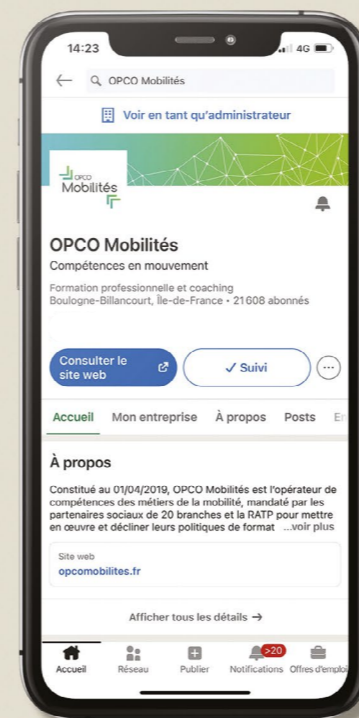 14:23
4G
OPCO Mobilités
Voir en tant qu'administrateur
OPCO
Mobilités
OPCO Mobilités
Compétences en mouvement
Formation professionnelle et coaching
Boulogne-Billancourt, Île-de-France • 21 608 abonnés
Consulter le
site web
✓ Suivi
Accueil Mon entreprise À propos Posts
À propos
Constitué au 01/04/2019, OPCO Mobilités est l'opérateur de
compétences des métiers de la mobilité, mandaté par les
partenaires sociaux de 20 branches et la RATP pour mettre
en œuvre et décliner leurs politiques de format ...voir plus
Site web
opcomobilites.fr
Afficher tous les détails →
>20
Accueil Réseau Publier Notifications Offres d'emploi